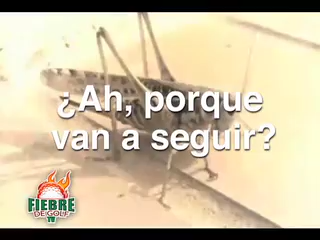 ¿Ah, porque
van a seguir?
FIEBRE
DE GOLF
TV